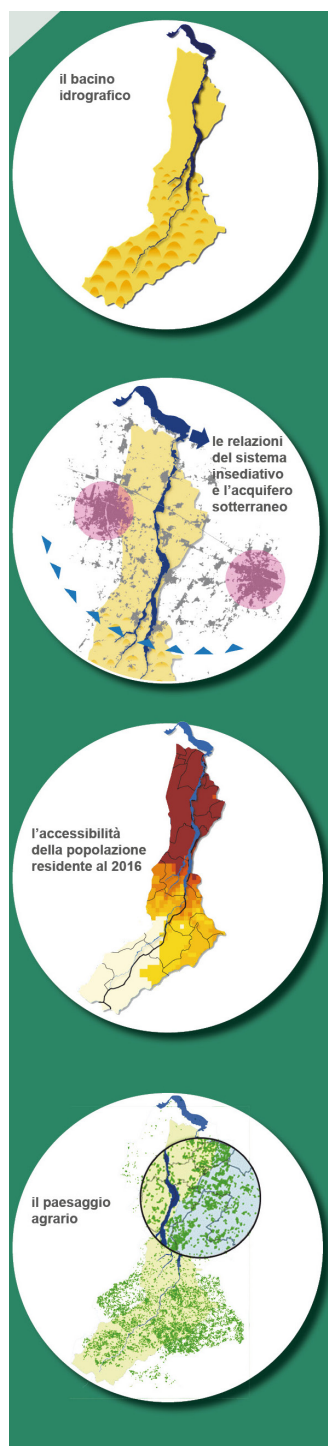 il bacino
idrografico
le relazioni
del sistema
insediativo
e l'acquifero
sotterraneo
l'accessibilità
della popolazione
residente al 2016
il paesaggio
agrario